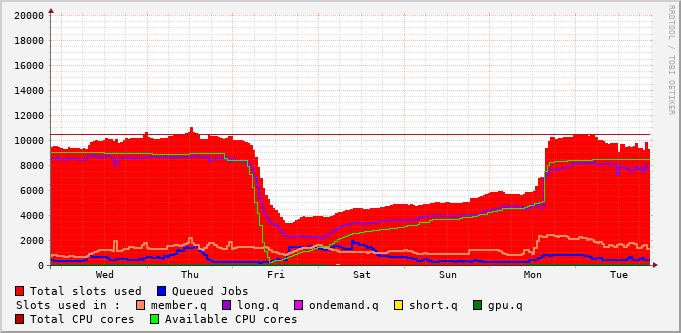 20000
18000
16000
14000
12000
10000
8000
6000
4000
2000
0
Wed Thu Fri Sat Sun Mon Tue
RRDTOOL / TOBI OETIKER
Total slots used Queued Jobs
Slots used in : member.q long.q ondemand.q short.q gpu.q
Total CPU cores Available CPU cores